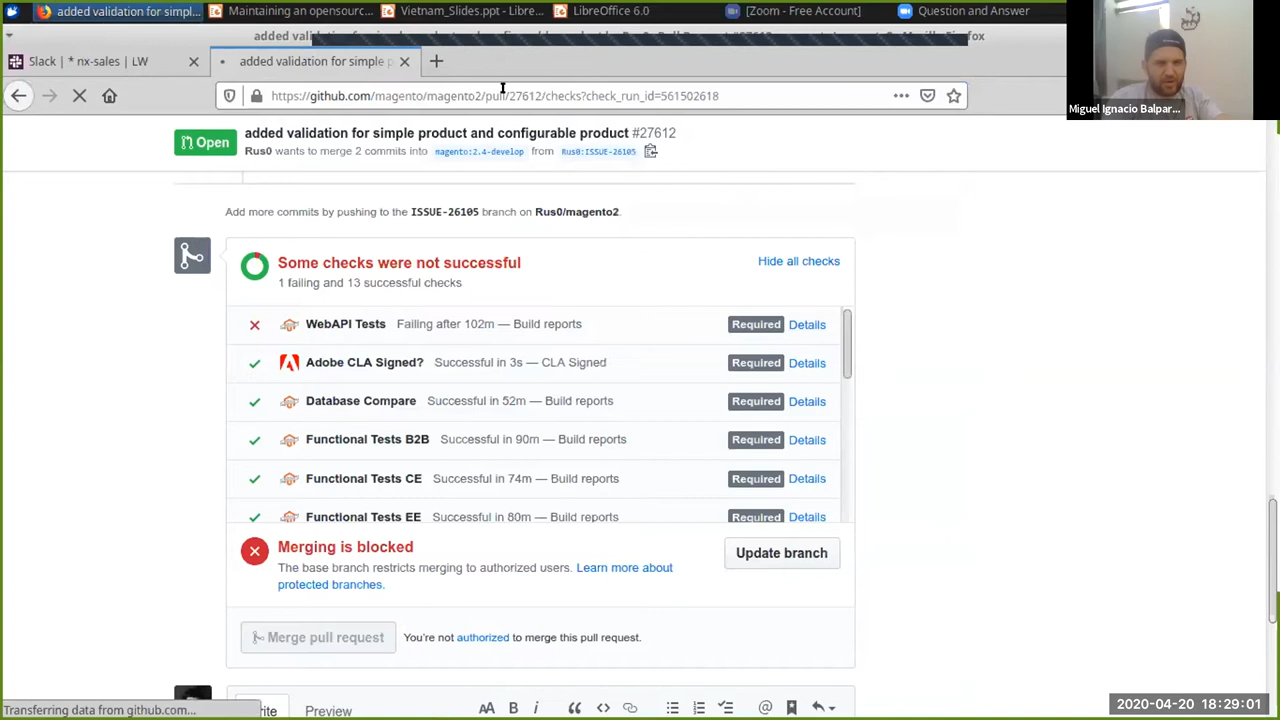 added validation for simpl...
Maintaining an opensourc...
Vietnam_Slides.ppt - Libre...
LibreOffice 6.0
[Zoom - Free Account]
Question and Answer
Slack | * nx-sales | LW
added validation for simple p
https://github.com/magento/magento2/pull/27612/checks?check_run_id=561502618
Miguel Ignacio Balpar...
Open
added validation for simple product and configurable product #27612
Rus0 wants to merge 2 commits into magento:2.4-develop from Rus0:ISSUE-26105
Add more commits by pushing to the ISSUE-26105 branch on Rus0/magento2.
Some checks were not successful
Hide all checks
1 failing and 13 successful checks
WebAPI Tests Failing after 102m — Build reports Required Details
Adobe CLA Signed? Successful in 3s — CLA Signed Required Details
Database Compare Successful in 52m — Build reports Required Details
Functional Tests B2B Successful in 90m — Build reports Required Details
Functional Tests CE Successful in 74m — Build reports Required Details
Functional Tests EE Successful in 80m — Build reports Required Details
Merging is blocked
Update branch
The base branch restricts merging to authorized users. Learn more about
protected branches.
Merge pull request You're not authorized to merge this pull request.
Transferring data from github.com...
Preview
2020-04-20 18:29:01